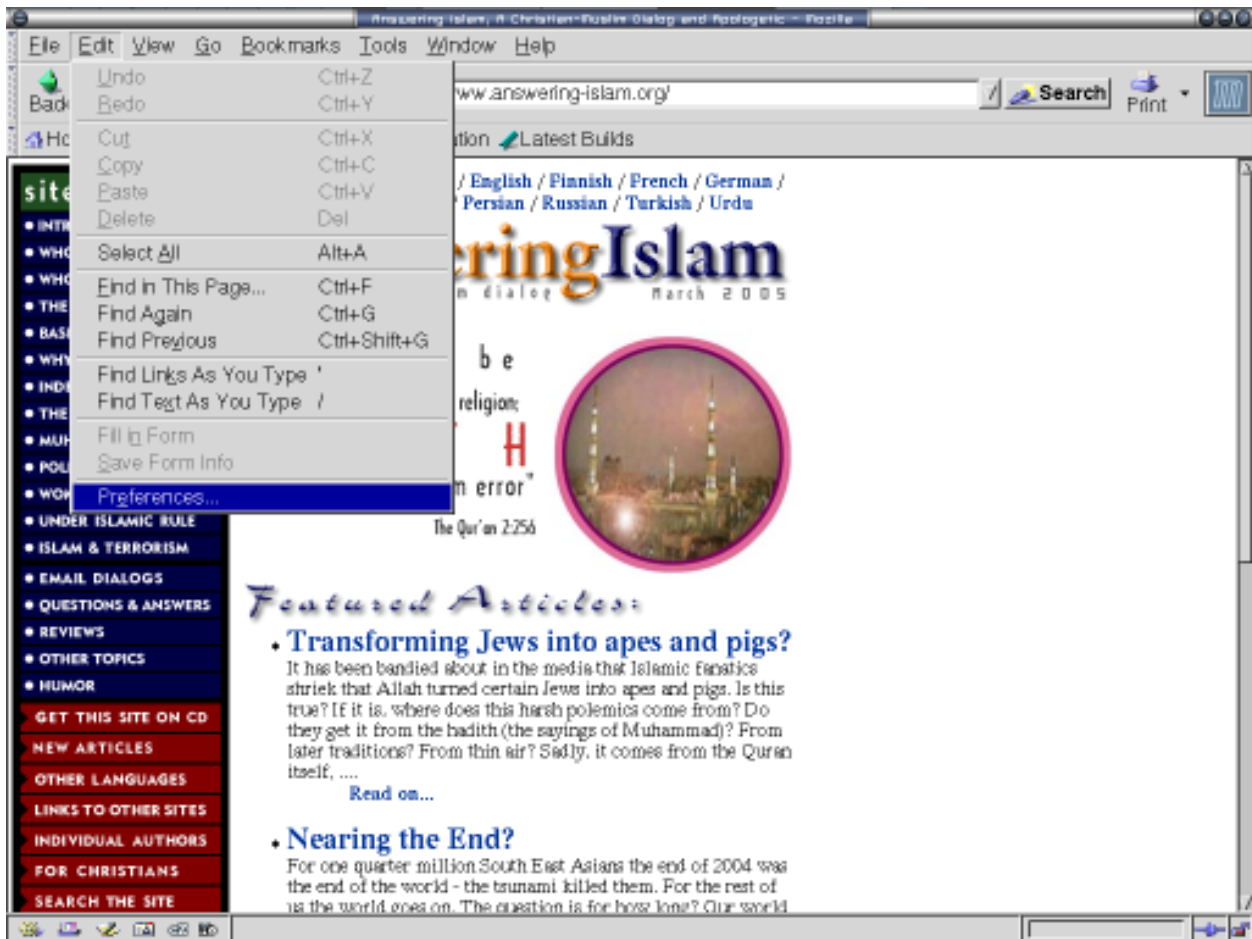 Answering Islam, A Christian-Muslim Dialog and Apologetic - Mozilla
File Edit View Go Bookmarks Tools Window Help
Undo Ctrl+Z
Redo Ctrl+Y
Cut Ctrl+X
Copy Ctrl+C
Paste Ctrl+V
Delete Del
Select All Alt+A
Find in This Page... Ctrl+F
Find Again Ctrl+G
Find Previous Ctrl+Shift+G
Find Links As You Type '
Find Text As You Type /
Fill in Form
Save Form Info
Preferences...
Back
ww.answering-islam.org/
Search
Print
Latest Builds
site
UNDER ISLAMIC RULE
ISLAM & TERRORISM
EMAIL DIALOGS
QUESTIONS & ANSWERS
REVIEWS
OTHER TOPICS
HUMOR
GET THIS SITE ON CD
NEW ARTICLES
OTHER LANGUAGES
LINKS TO OTHER SITES
INDIVIDUAL AUTHORS
FOR CHRISTIANS
SEARCH THE SITE
/ English / Finnish / French / German /
Persian / Russian / Turkish / Urdu
ering Islam
dialog March 2005
be
religion;
H
error"
The Qur'an 2:256
Featured Articles:
Transforming Jews into apes and pigs?
It has been bandied about in the media that Islamic fanatics
shriek that Allah turned certain Jews into apes and pigs. Is this
true? If it is, where does this harsh polemics come from? Do
they get it from the hadith (the sayings of Muhammad)? From
later traditions? From thin air? Sadly, it comes from the Quran
itself, ....
Read on...
Nearing the End?
For one quarter million South East Asians the end of 2004 was
the end of the world - the tsunami killed them. For the rest of
us the world goes on. The question is for how long? Our world